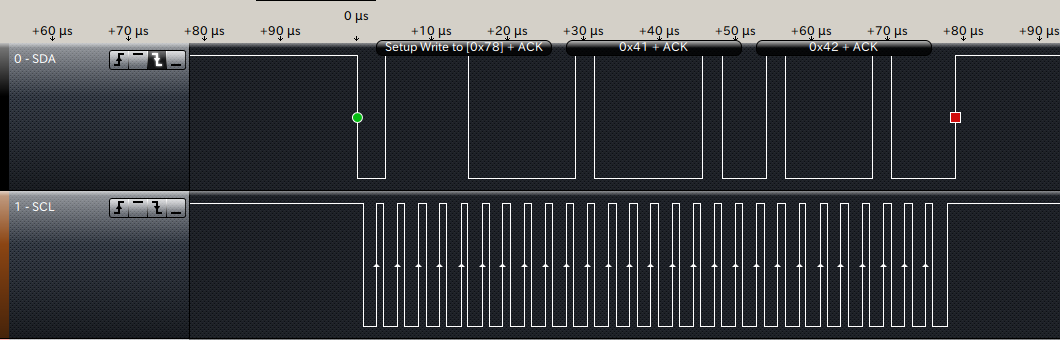 0 µs
+60 µs +70 µs +80 µs +90 µs +10 µs +20 µs +30 µs +40 µs +50 µs +60 µs +70 µs +80 µs +90 µs
Setup Write to [0x78] + ACK 0x41 + ACK 0x42 + ACK
0 - SDA
1 - SCL